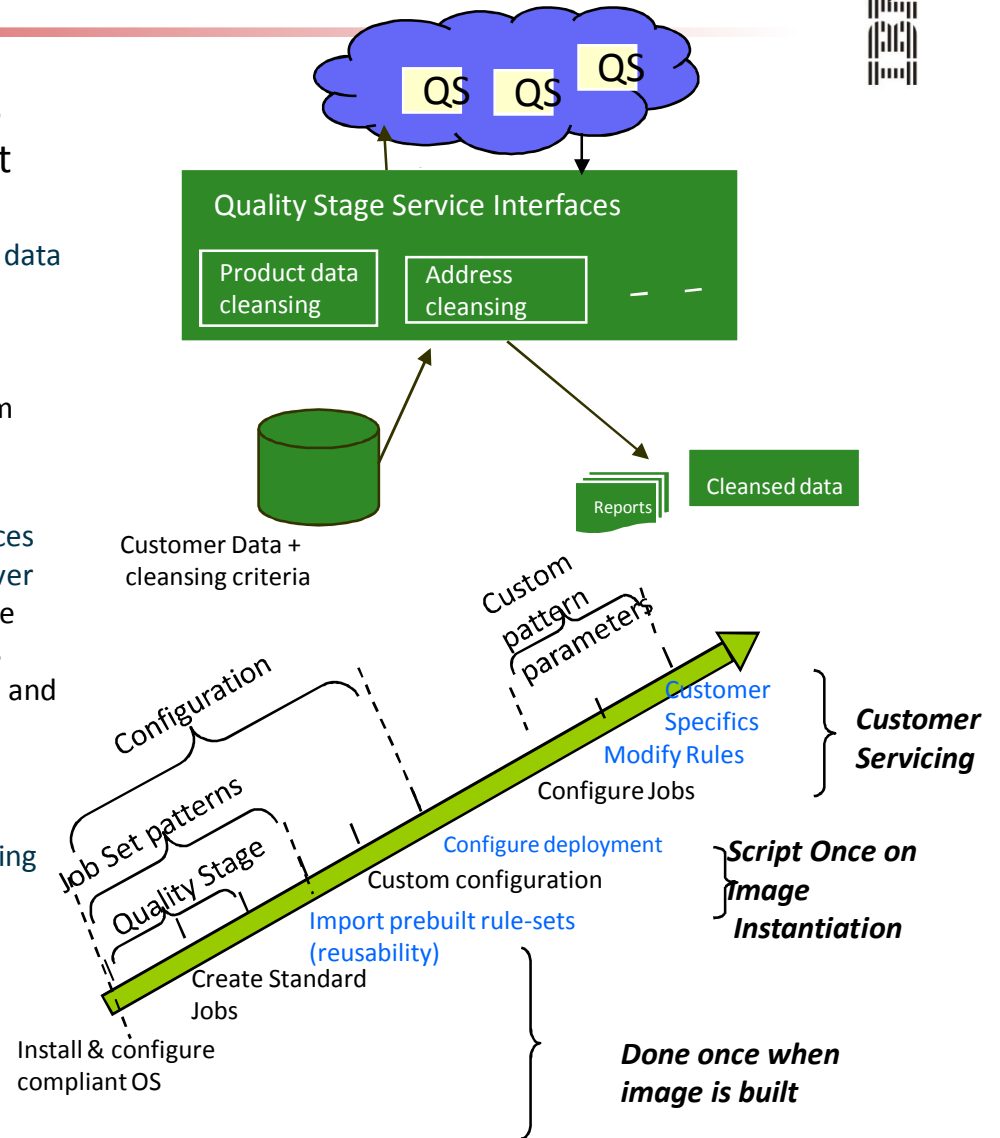 QS
QS
QS
t
Quality Stage Service Interfaces
data
Product data
cleansing
Address
cleansing
Cleansed data
Reports
Customer Data +
cleansing criteria
Custom
pattern
parameters
e
and
Configuration
Customer
Specifics
Modify Rules
Customer
Servicing
Configure Jobs
Job Set patterns
Configure deployment
ing
Quality Stage
Custom configuration
Script Once on
Image
Instantiation
Import prebuilt rule-sets
(reusability)
Create Standard
Jobs
Install & configure
compliant OS
Done once when
image is built